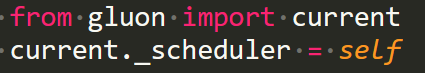 from gluon import current
current._scheduler = self